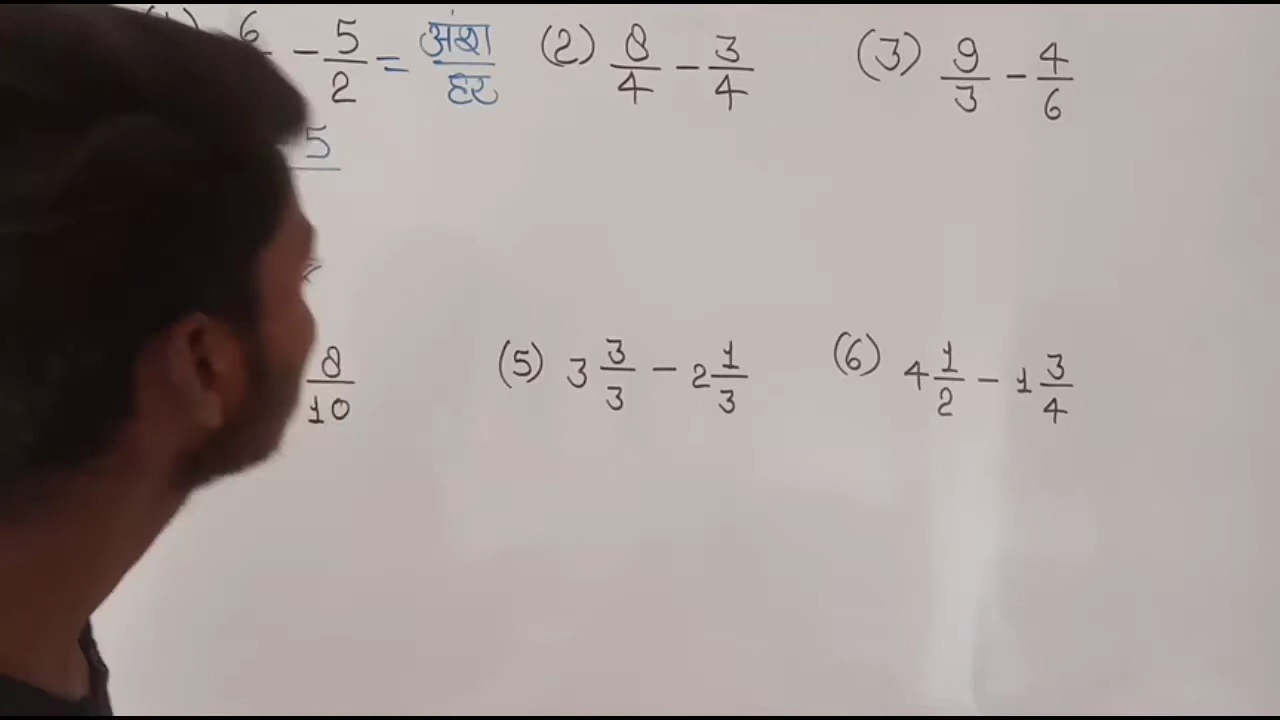 6 - 5/2 = अंश/हर (2) 8/4 - 3/4 (3) 9/3 - 4/6
5
8/10 (5) 3 3/3 - 2 1/3 (6) 4 1/2 - 1 3/4